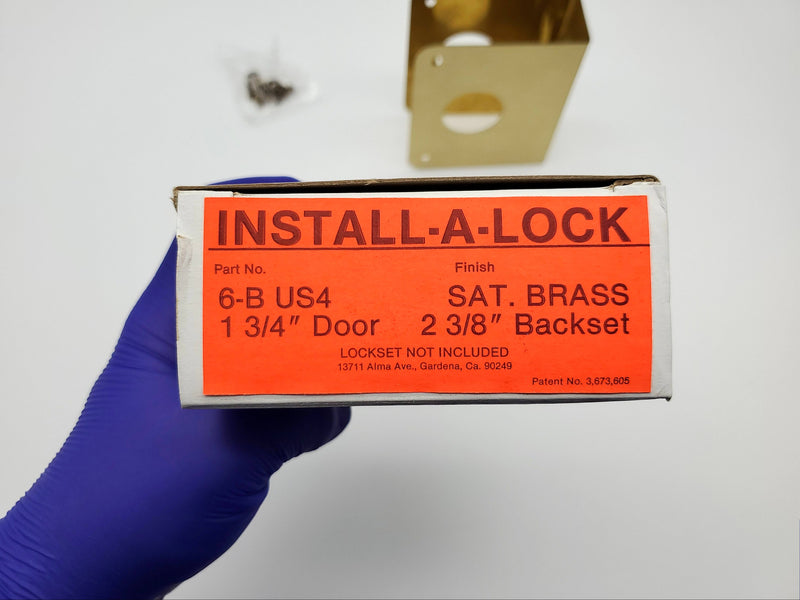 INSTALL-A-LOCK
Part No. Finish
6-B US4 SAT. BRASS
1 3/4" Door 2 3/8" Backset
LOCKSET NOT INCLUDED
13711 Alma Ave., Gardena, Ca. 90249
Patent No. 3,673,605